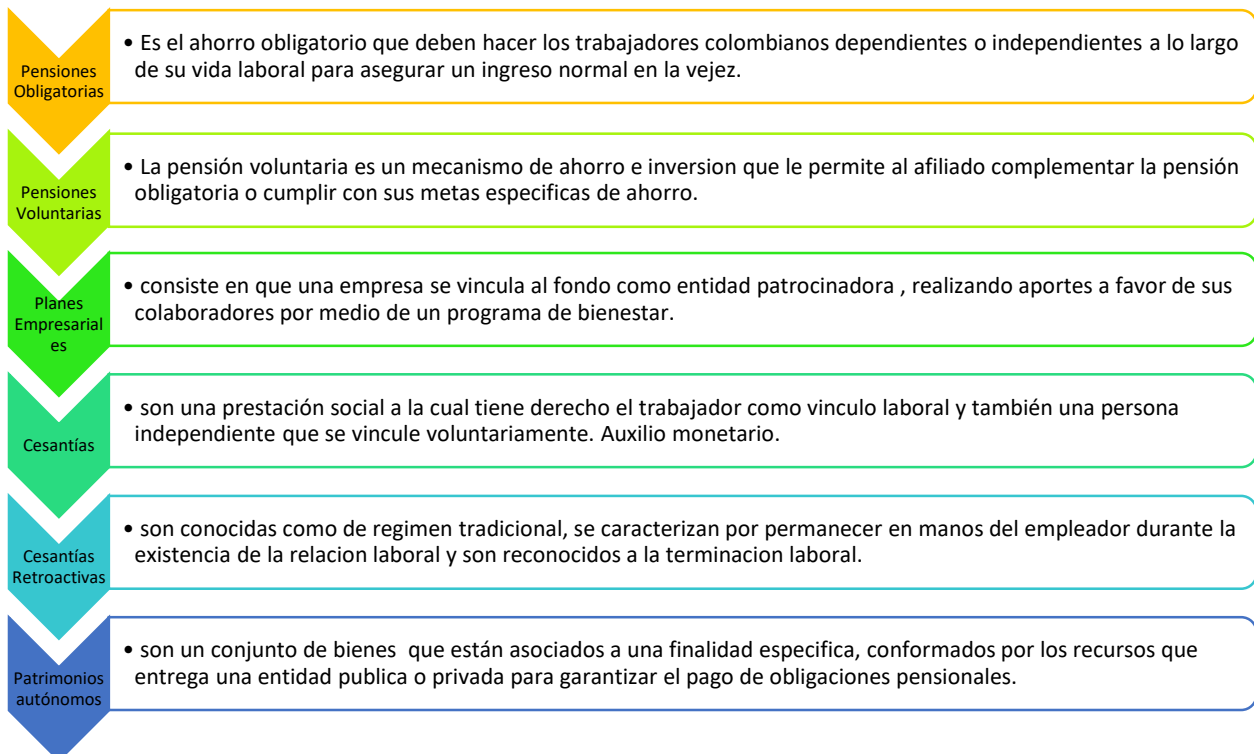 Pensiones
Obligatorias
• Es el ahorro obligatorio que deben hacer los trabajadores colombianos dependientes o independientes a lo largo
de su vida laboral para asegurar un ingreso normal en la vejez.
Pensiones
Voluntarias
• La pensión voluntaria es un mecanismo de ahorro e inversion que le permite al afiliado complementar la pensión
obligatoria o cumplir con sus metas especificas de ahorro.
Planes
Empresarial
es
• consiste en que una empresa se vincula al fondo como entidad patrocinadora , realizando aportes a favor de sus
colaboradores por medio de un programa de bienestar.
Cesantías
• son una prestación social a la cual tiene derecho el trabajador como vinculo laboral y también una persona
independiente que se vincule voluntariamente. Auxilio monetario.
Cesantías
Retroactivas
• son conocidas como de regimen tradicional, se caracterizan por permanecer en manos del empleador durante la
existencia de la relacion laboral y son reconocidos a la terminacion laboral.
Patrimonios
autónomos
• son un conjunto de bienes  que están asociados a una finalidad especifica, conformados por los recursos que
entrega una entidad publica o privada para garantizar el pago de obligaciones pensionales.